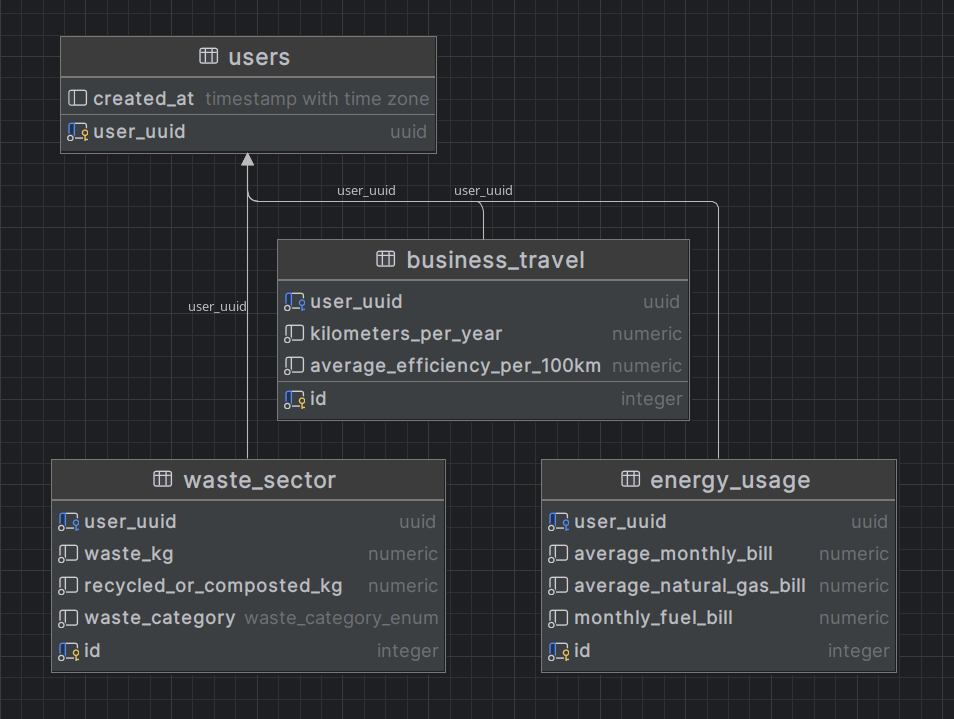 users
created_at timestamp with time zone
user_uuid uuid
user_uuid user_uuid
business_travel
user_uuid uuid
user_uuid
kilometers_per_year numeric
average_efficiency_per_100km numeric
id integer
waste_sector
user_uuid uuid
waste_kg numeric
recycled_or_composted_kg numeric
waste_category waste_category_enum
id integer
energy_usage
user_uuid uuid
average_monthly_bill numeric
average_natural_gas_bill numeric
monthly_fuel_bill numeric
id integer